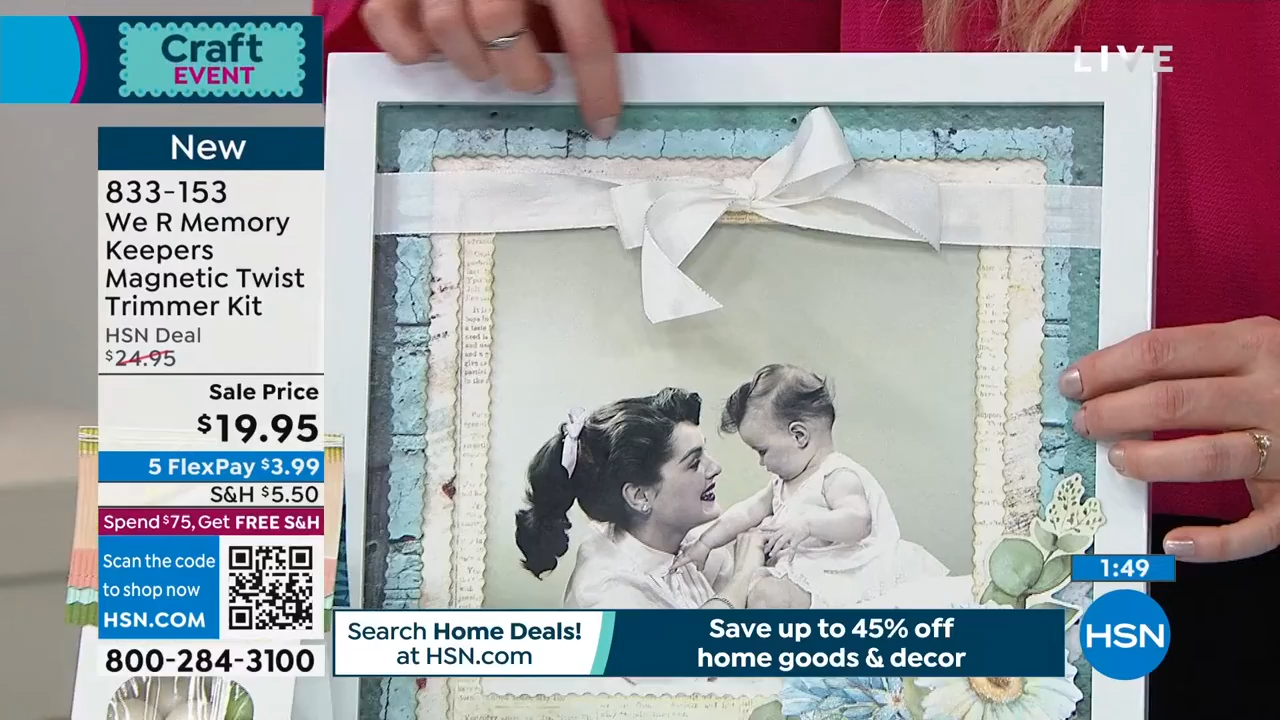 Craft
EVENT
LIVE
New
833-153
We R Memory
Keepers
Magnetic Twist
Trimmer Kit
HSN Deal
$24.95
Sale Price
$19.95
5 FlexPay $3.99
S&H $5.50
Spend $75, Get FREE S&H
Scan the code
to shop now
HSN.COM
800-284-3100
Search Home Deals!
at HSN.com
Save up to 45% off
home goods & decor
1:49
HSN